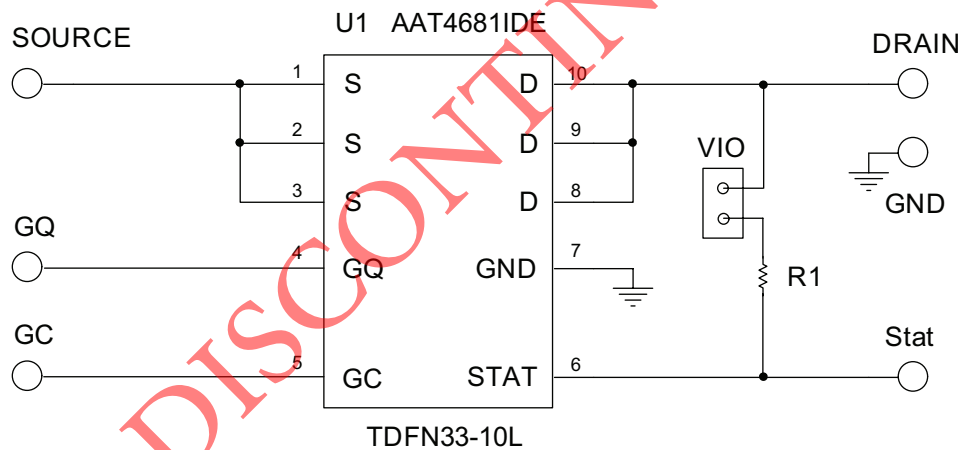 U1 AAT4681IDE
SOURCE
DRAIN
1 S D 10
2 S D 9
VIO
3 S D 8
GND
GQ
4 GQ GND 7
R1
GC
Stat
5 GC STAT 6
TDFN33-10L
DISCONTIN